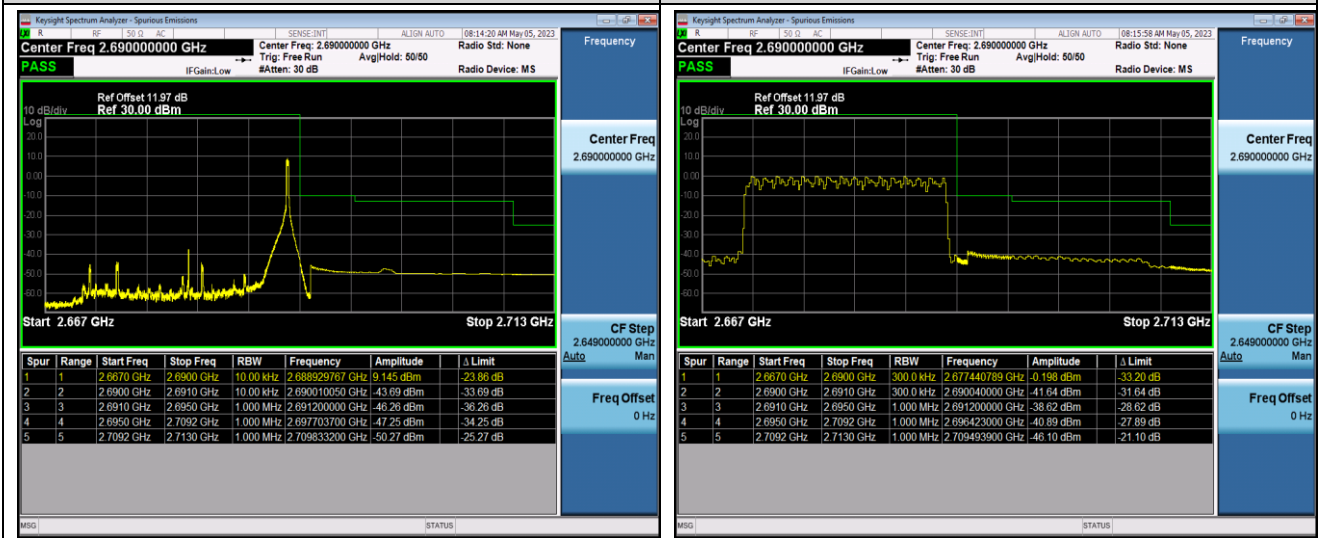 Keysight Spectrum Analyzer - Spurious Emissions
R RF 50 Ω AC SENSE:INT ALIGN AUTO 08:14:20 AM May 05, 2023
Center Freq 2.690000000 GHz
Center Freq: 2.690000000 GHz
Radio Std: None
Trig: Free Run Avg|Hold: 50/50
PASS
IFGain:Low
#Atten: 30 dB
Radio Device: MS
Frequency
Ref Offset 11.97 dB
10 dB/div Ref 30.00 dBm
Log
20.0
10.0
0.00
-10.0
-20.0
-30.0
-40.0
-50.0
-60.0
Start 2.667 GHz Stop 2.713 GHz
Center Freq
2.690000000 GHz
CF Step
2.649000000 GHz
Auto Man
Freq Offset
0 Hz
Spur Range Start Freq Stop Freq RBW Frequency Amplitude Δ Limit
1 1 2.6670 GHz 2.6900 GHz 10.00 kHz 2.688929767 GHz 9.145 dBm -23.86 dB
2 2 2.6900 GHz 2.6910 GHz 10.00 kHz 2.690010050 GHz -43.69 dBm -33.69 dB
3 3 2.6910 GHz 2.6950 GHz 1.000 MHz 2.691200000 GHz -46.26 dBm -36.26 dB
4 4 2.6950 GHz 2.7092 GHz 1.000 MHz 2.697703700 GHz -47.25 dBm -34.25 dB
5 5 2.7092 GHz 2.7130 GHz 1.000 MHz 2.709833200 GHz -50.27 dBm -25.27 dB
MSG STATUS
Keysight Spectrum Analyzer - Spurious Emissions
R RF 50 Ω AC SENSE:INT ALIGN AUTO 08:15:58 AM May 05, 2023
Center Freq 2.690000000 GHz
Center Freq: 2.690000000 GHz
Radio Std: None
Trig: Free Run Avg|Hold: 50/50
PASS
IFGain:Low
#Atten: 30 dB
Radio Device: MS
Frequency
Ref Offset 11.97 dB
10 dB/div Ref 30.00 dBm
Log
20.0
10.0
0.00
-10.0
-20.0
-30.0
-40.0
-50.0
-60.0
Start 2.667 GHz Stop 2.713 GHz
Center Freq
2.690000000 GHz
CF Step
2.649000000 GHz
Auto Man
Freq Offset
0 Hz
Spur Range Start Freq Stop Freq RBW Frequency Amplitude Δ Limit
1 1 2.6670 GHz 2.6900 GHz 300.0 kHz 2.677440789 GHz -0.198 dBm -33.20 dB
2 2 2.6900 GHz 2.6910 GHz 300.0 kHz 2.690040000 GHz -41.64 dBm -31.64 dB
3 3 2.6910 GHz 2.6950 GHz 1.000 MHz 2.691200000 GHz -38.62 dBm -28.62 dB
4 4 2.6950 GHz 2.7092 GHz 1.000 MHz 2.696423000 GHz -40.89 dBm -27.89 dB
5 5 2.7092 GHz 2.7130 GHz 1.000 MHz 2.709493900 GHz -46.10 dBm -21.10 dB
MSG STATUS